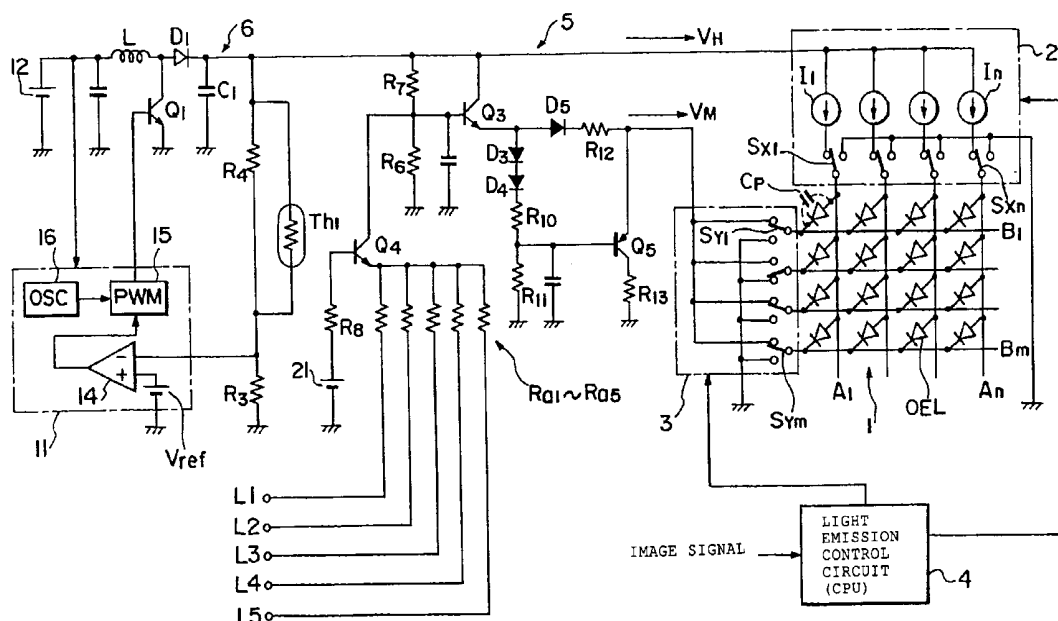 L D1 6 5 VH 2
12 C1 Q1
R7 Q3 D5 VM
I1 In
R12
R4 R6 D3 D4
Sx1 Sxn
Th1
CP
16 15 Q4 R10 SY1 B1
OSC PWM
R8 R11 Q5 R13
14 R3 21
Ra1~Ra5
3 SYm A1 1 OEL An Bm
11 Vref
L1
L2
L3
L4
L5
IMAGE SIGNAL
LIGHT
EMISSION
CONTROL
CIRCUIT
(CPU)
4